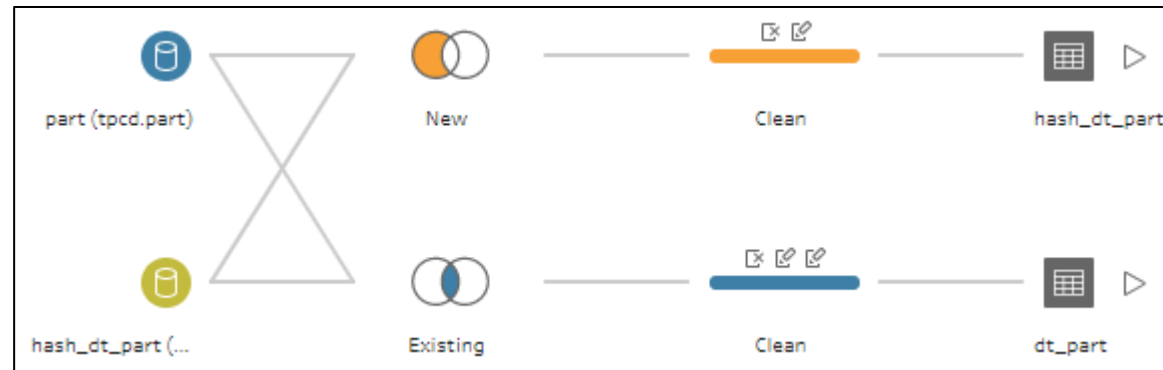 part (tpcd.part)
New
Clean
hash_dt_part
hash_dt_part (...
Existing
Clean
dt_part